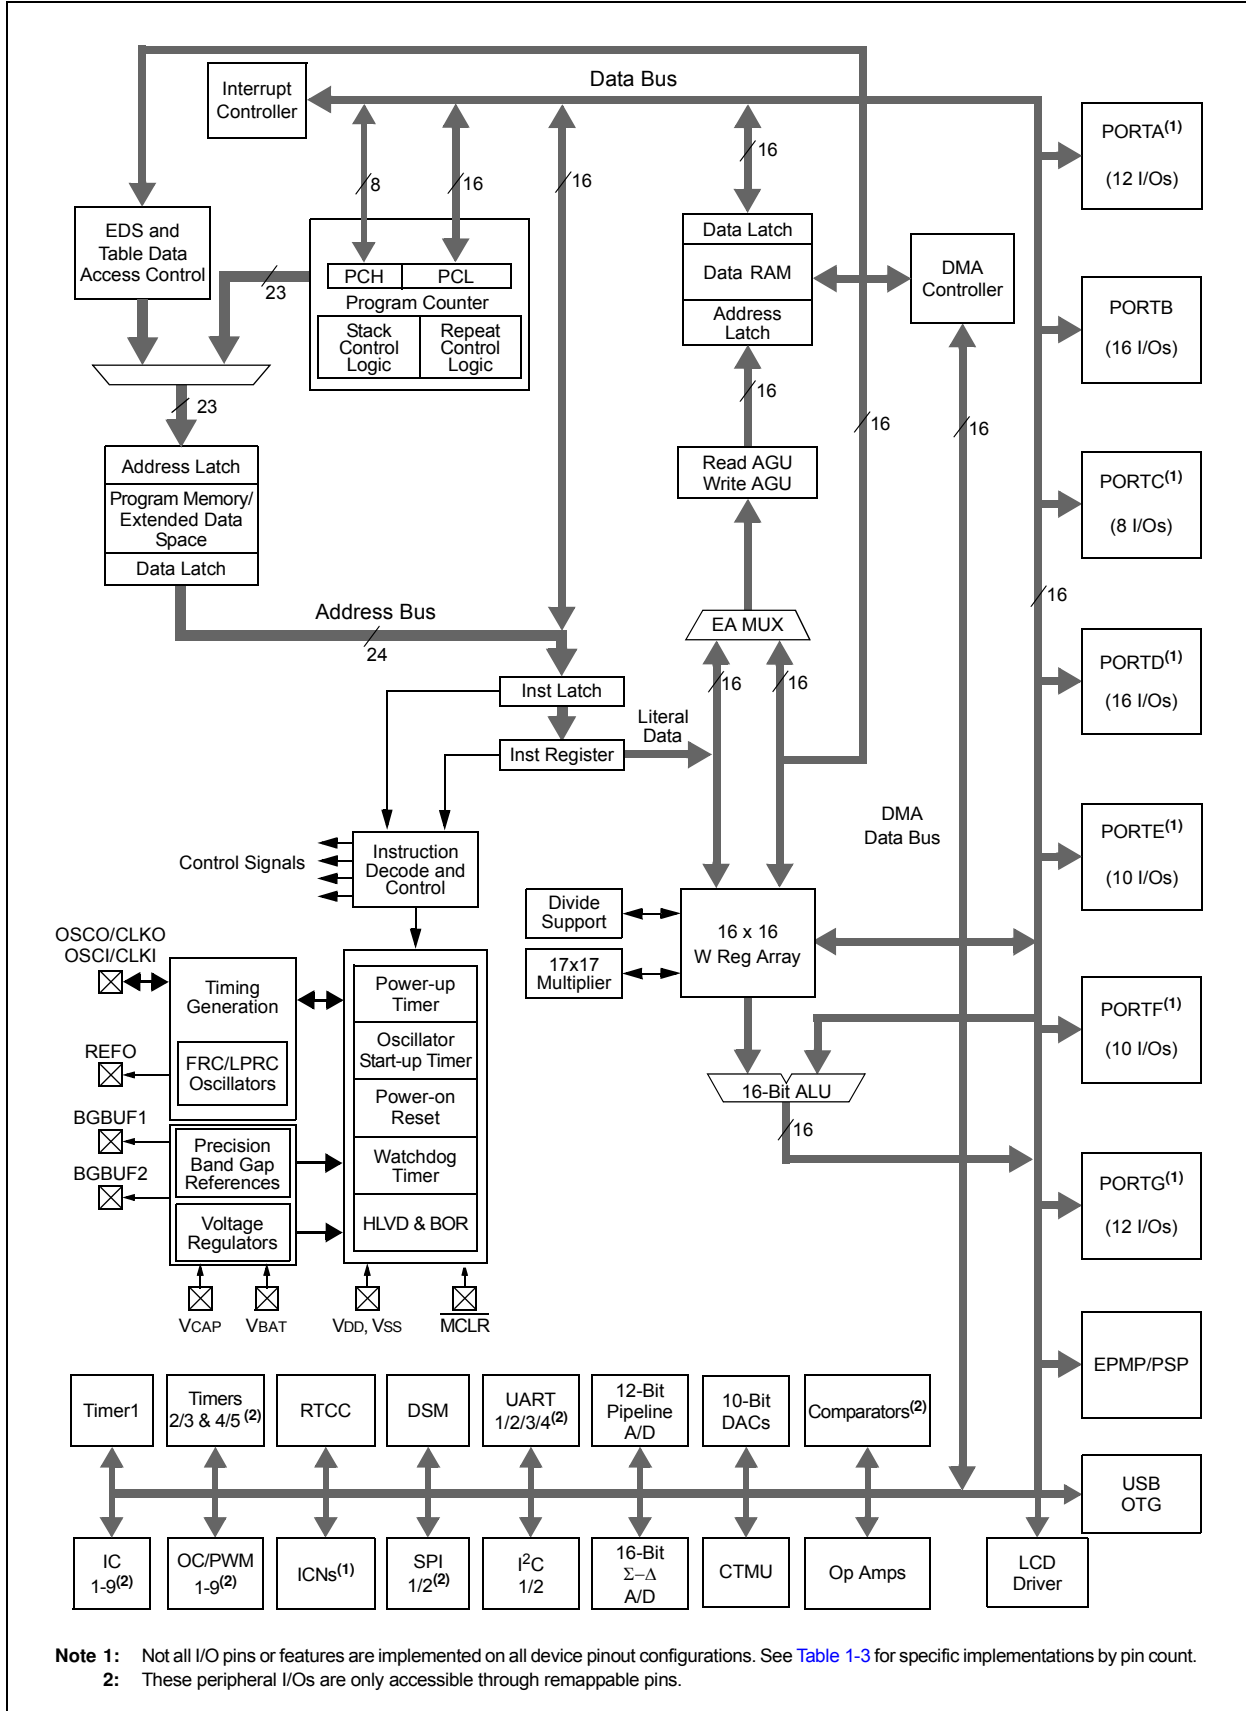 Data Bus
Interrupt
Controller
PORTA(1)
(12 I/Os)
8
16
16
16
EDS and
Table Data
Access Control
Data Latch
Data RAM
Address
Latch
DMA
Controller
PCH
PCL
Program Counter
23
Stack
Control
Logic
Repeat
Control
Logic
PORTB
(16 I/Os)
23
16
16
16
Address Latch
Program Memory/
Extended Data
Space
Data Latch
Read AGU
Write AGU
PORTC(1)
(8 I/Os)
16
Address Bus
24
EA MUX
16
16
PORTD(1)
(16 I/Os)
Inst Latch
Literal
Data
Inst Register
DMA
Data Bus
PORTE(1)
(10 I/Os)
Control Signals
Instruction
Decode and
Control
Divide
Support
17x17
Multiplier
16 x 16
W Reg Array
OSCO/CLKO
OSCI/CLKI
Timing
Generation
REFO
FRC/LPRC
Oscillators
Power-up
Timer
Oscillator
Start-up Timer
Power-on
Reset
Watchdog
Timer
HLVD & BOR
PORTF(1)
(10 I/Os)
16-Bit ALU
16
BGBUF1
BGBUF2
Precision
Band Gap
References
Voltage
Regulators
PORTG(1)
(12 I/Os)
VCAP
VBAT
VDD, VSS
MCLR
EPMP/PSP
Timer1
Timers
2/3 & 4/5(2)
RTCC
DSM
UART
1/2/3/4(2)
12-Bit
Pipeline
A/D
10-Bit
DACs
Comparators(2)
USB
OTG
IC
1-9(2)
OC/PWM
1-9(2)
ICNs(1)
SPI
1/2(2)
I2C
1/2
16-Bit
Σ–Δ
A/D
CTMU
Op Amps
LCD
Driver
Note 1: Not all I/O pins or features are implemented on all device pinout configurations. See Table 1-3 for specific implementations by pin count.
2: These peripheral I/Os are only accessible through remappable pins.